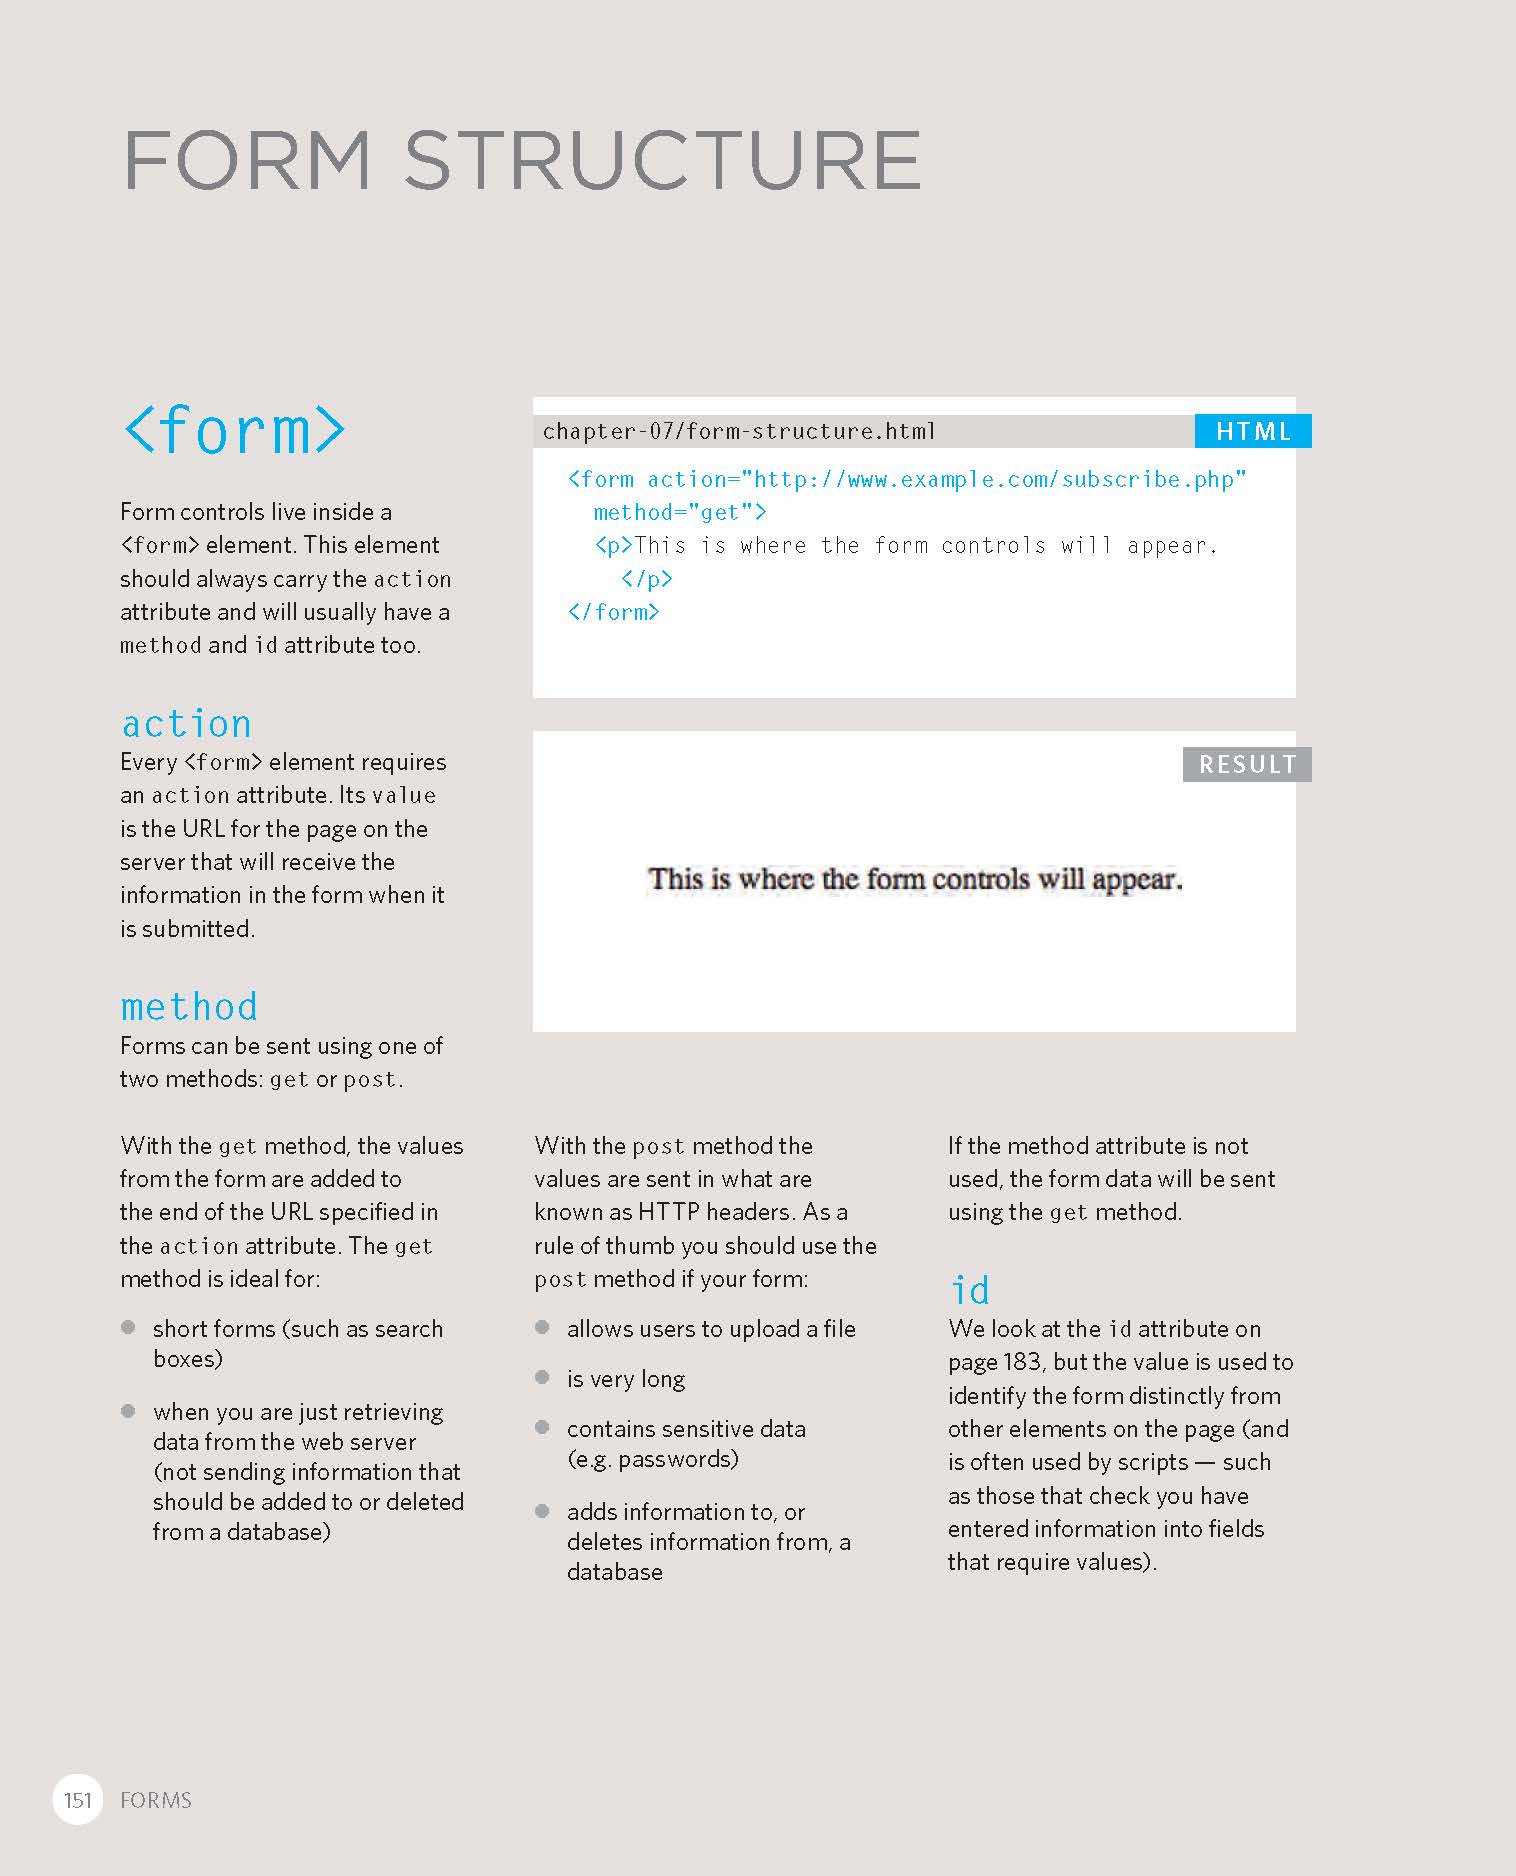 FORM STRUCTURE
<form>
Form controls live inside a
<form> element. This element
should always carry the action
attribute and will usually have a
method and id attribute too.
action
Every <form> element requires
an action attribute. Its value
is the URL for the page on the
server that will receive the
information in the form when it
is submitted.
method
Forms can be sent using one of
two methods: get or post.
chapter-07/form-structure.html
HTML
<form action="http://www.example.com/subscribe.php"
method="get">
<p>This is where the form controls will appear.
</p>
</form>
RESULT
This is where the form controls will appear.
With the get method, the values
from the form are added to
the end of the URL specified in
the action attribute. The get
method is ideal for:
● short forms (such as search
boxes)
● when you are just retrieving
data from the web server
(not sending information that
should be added to or deleted
from a database)
With the post method the
values are sent in what are
known as HTTP headers. As a
rule of thumb you should use the
post method if your form:
● allows users to upload a file
● is very long
● contains sensitive data
(e.g. passwords)
● adds information to, or
deletes information from, a
database
If the method attribute is not
used, the form data will be sent
using the get method.
id
We look at the id attribute on
page 183, but the value is used to
identify the form distinctly from
other elements on the page (and
is often used by scripts — such
as those that check you have
entered information into fields
that require values).
151 FORMS